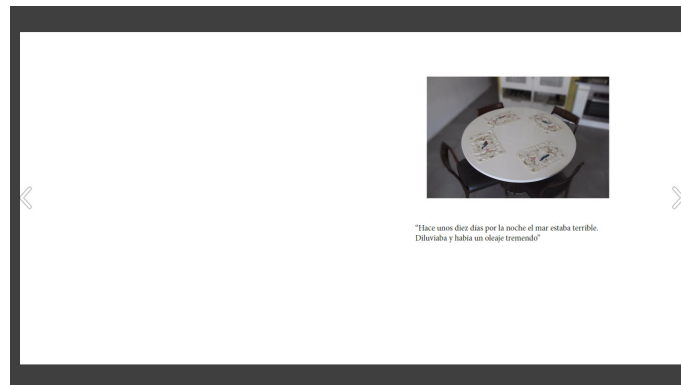 “Hace unos diez días por la noche el mar estaba terrible.
Diluviaba y había un oleaje tremendo”